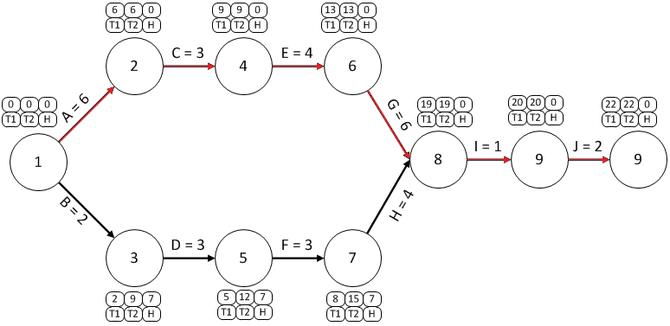 6 6 0
T1 T2 H
9 9 0
T1 T2 H
13 13 0
T1 T2 H
2
C = 3
4
E = 4
6
0 0 0
T1 T2 H
A = 6
G = 6
19 19 0
T1 T2 H
20 20 0
T1 T2 H
22 22 0
T1 T2 H
1
8
I = 1
9
J = 2
9
B = 2
H = 4
3
D = 3
5
F = 3
7
2 9 7
T1 T2 H
5 12 7
T1 T2 H
8 15 7
T1 T2 H